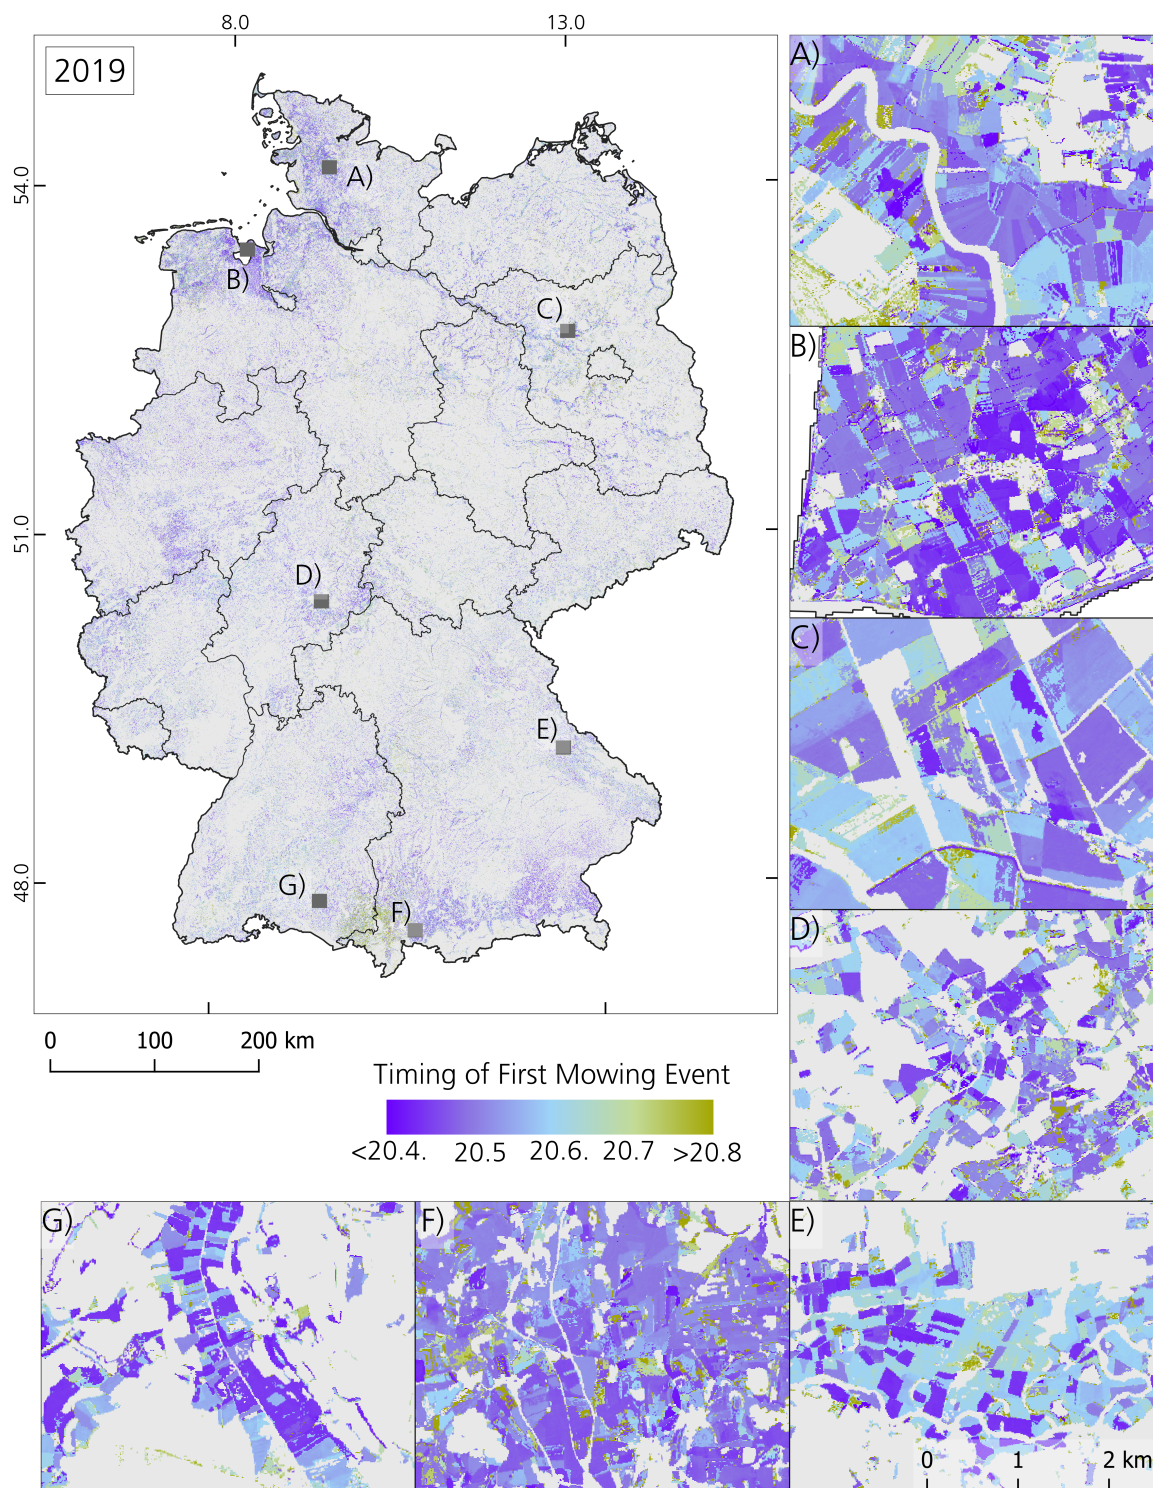 8.0 13.0
2019
54.0
51.0
48.0
A)
B)
C)
D)
E)
F)
G)
0 100 200 km
Timing of First Mowing Event
<20.4. 20.5 20.6. 20.7 >20.8
A)
B)
C)
D)
E)
0 1 2 km
F)
G)